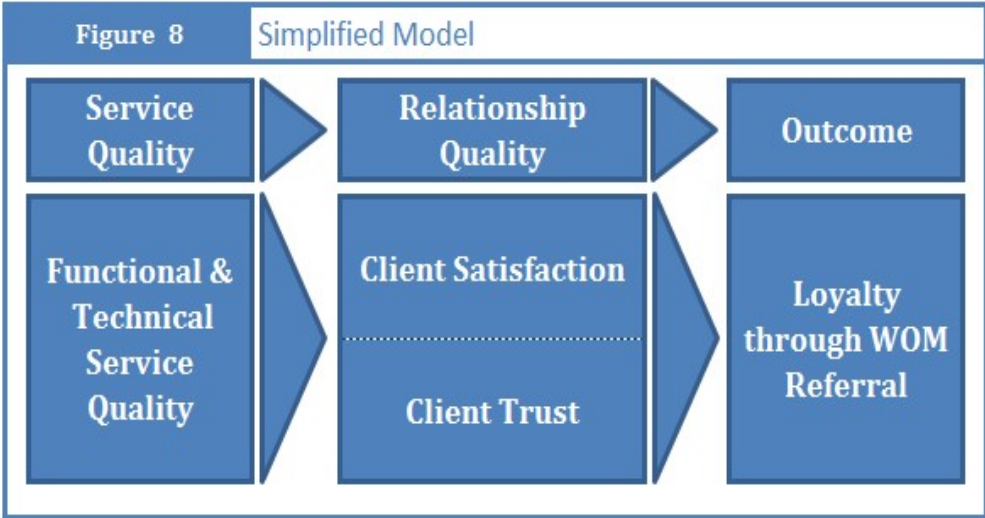 Figure 8
Simplified Model
Service
Quality
Relationship
Quality
Outcome
Functional &
Technical
Service
Quality
Client Satisfaction
Client Trust
Loyalty
through WOM
Referral